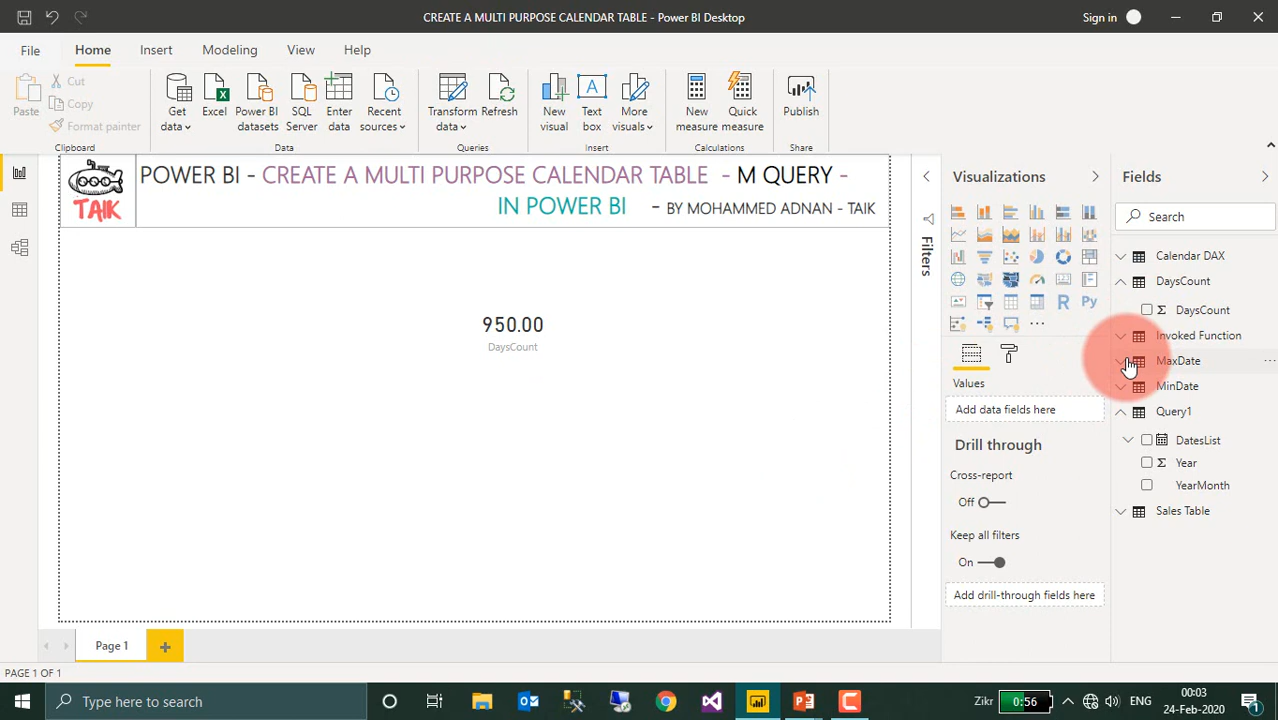 CREATE A MULTI PURPOSE CALENDAR TABLE - Power BI Desktop
Sign in
File
Home
Insert
Modeling
View
Help
Paste
Cut
Copy
Format painter
Get data
Excel
Power BI datasets
SQL Server
Enter data
Recent sources
Transform data
Refresh
New visual
Text box
More visuals
New measure
Quick measure
Publish
Clipboard
Data
Queries
Insert
Calculations
Share
TAIK
POWER BI - CREATE A MULTI PURPOSE CALENDAR TABLE - M QUERY -
IN POWER BI - BY MOHAMMED ADNAN - TAIK
950.00
DaysCount
Filters
Visualizations
R
Py
Values
Add data fields here
Drill through
Cross-report
Off
Keep all filters
On
Add drill-through fields here
Fields
Search
Calendar DAX
DaysCount
DaysCount
Invoked Function
MaxDate
MinDate
Query1
DatesList
Year
YearMonth
Sales Table
Page 1
PAGE 1 OF 1
Type here to search
Zikr
0:56
ENG
00:03
24-Feb-2020
1